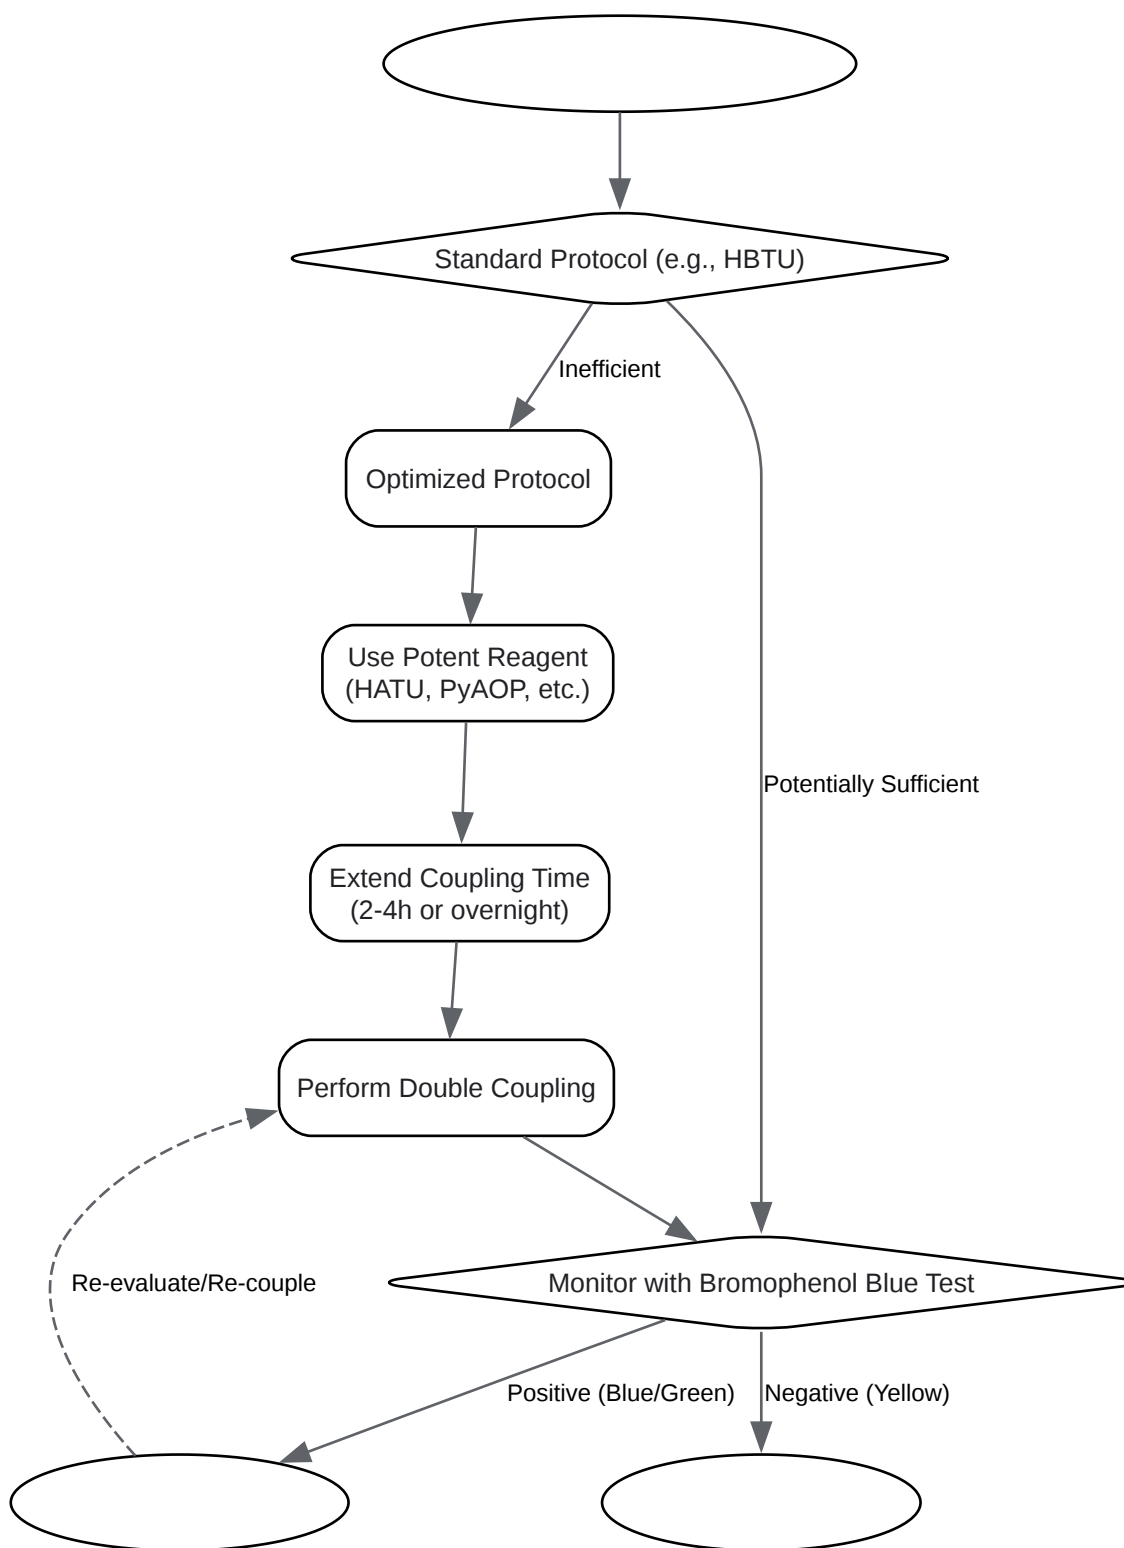 Standard Protocol (e.g., HBTU)
Inefficient
Optimized Protocol
Use Potent Reagent
(HATU, PyAOP, etc.)
Potentially Sufficient
Extend Coupling Time
(2-4h or overnight)
Perform Double Coupling
Re-evaluate/Re-couple
Monitor with Bromophenol Blue Test
Positive (Blue/Green)
Negative (Yellow)